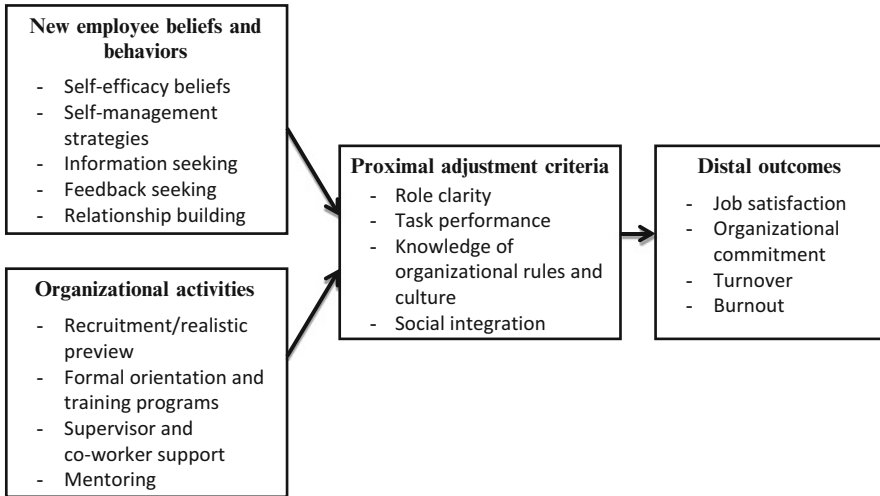 New employee beliefs and
behaviors
- Self-efficacy beliefs
- Self-management
strategies
- Information seeking
- Feedback seeking
- Relationship building
Organizational activities
- Recruitment/realistic
preview
- Formal orientation and
training programs
- Supervisor and
co-worker support
- Mentoring
Proximal adjustment criteria
- Role clarity
- Task performance
- Knowledge of
organizational rules and
culture
- Social integration
Distal outcomes
- Job satisfaction
- Organizational
commitment
- Turnover
- Burnout